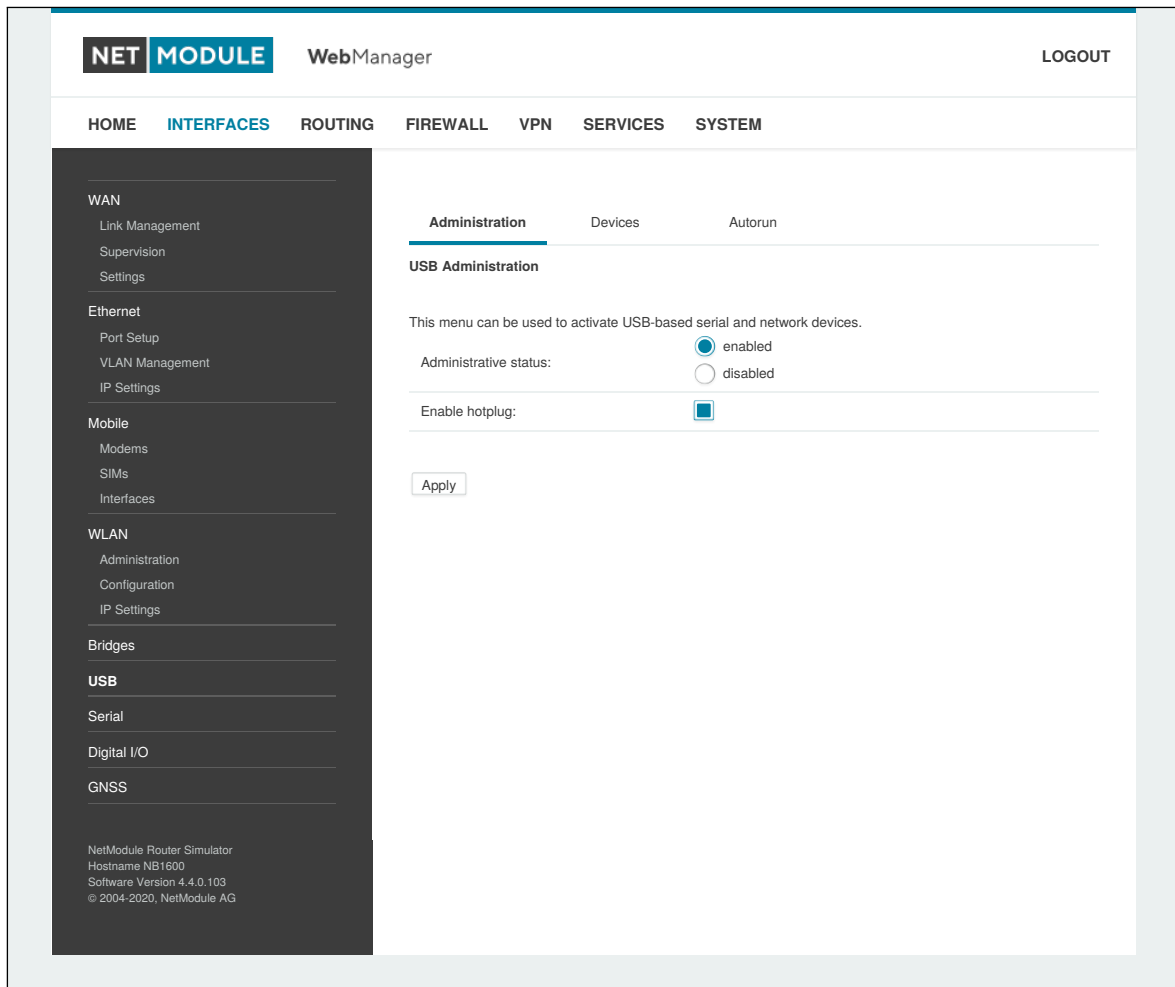 NET MODULE WebManager LOGOUT
HOME INTERFACES ROUTING FIREWALL VPN SERVICES SYSTEM
WAN
Link Management
Supervision
Settings
Ethernet
Port Setup
VLAN Management
IP Settings
Mobile
Modems
SIMs
Interfaces
WLAN
Administration
Configuration
IP Settings
Bridges
USB
Serial
Digital I/O
GNSS
NetModule Router Simulator
Hostname NB1600
Software Version 4.4.0.103
© 2004-2020, NetModule AG
Administration Devices Autorun
USB Administration
This menu can be used to activate USB-based serial and network devices.
Administrative status:
enabled
disabled
Enable hotplug:
Apply